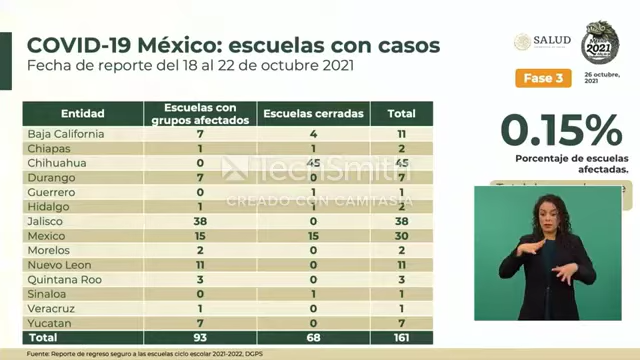 COVID-19 México: escuelas con casos
Fecha de reporte del 18 al 22 de octubre 2021
SALUD
México
2021
Fase 3
26 octubre,
2021
Entidad Escuelas con grupos afectados Escuelas cerradas Total
Baja California 7 4 11
Chiapas 1 1 2
Chihuahua 0 45 45
Durango 7 0 7
Guerrero 0 1 1
Hidalgo 1 1 2
Jalisco 38 0 38
Mexico 15 15 30
Morelos 2 0 2
Nuevo Leon 11 0 11
Quintana Roo 3 0 3
Sinaloa 0 1 1
Veracruz 1 0 1
Yucatan 7 0 7
Total 93 68 161
TechSmith
CREADO CON CAMTASIA
0.15%
Porcentaje de escuelas
afectadas.
Fuente: Reporte de regreso seguro a las escuelas ciclo escolar 2021-2022, DGPS